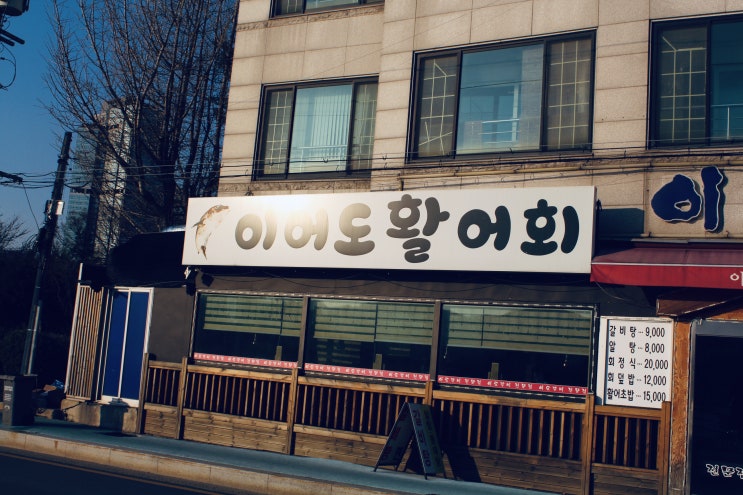 이어도활어회
이
갈비탕 … 9,000
알 탕 … 8,000
회정식 … 20,000
회덮밥 … 12,000
활어초밥 … 15,000